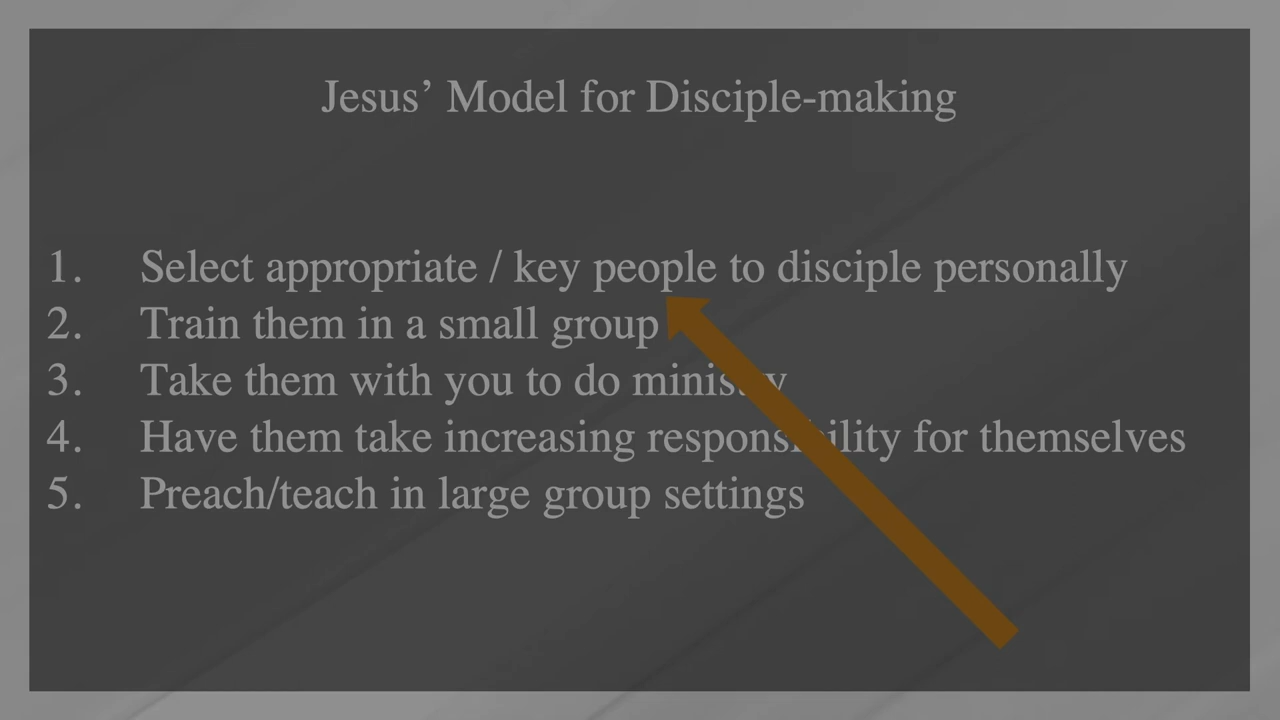 Jesus’ Model for Disciple-making
1. Select appropriate / key people to disciple personally
2. Train them in a small group
3. Take them with you to do ministry
4. Have them take increasing responsibility for themselves
5. Preach/teach in large group settings